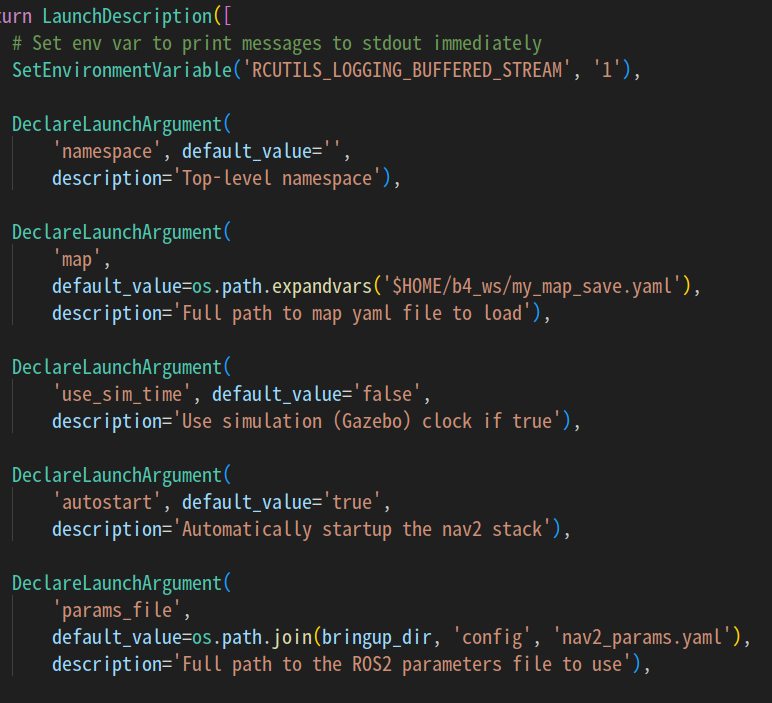 urn LaunchDescription([
# Set env var to print messages to stdout immediately
SetEnvironmentVariable('RCUTILS_LOGGING_BUFFERED_STREAM', '1'),
DeclareLaunchArgument(
'namespace', default_value='',
description='Top-level namespace'),
DeclareLaunchArgument(
'map',
default_value=os.path.expandvars('$HOME/b4_ws/my_map_save.yaml'),
description='Full path to map yaml file to load'),
DeclareLaunchArgument(
'use_sim_time', default_value='false',
description='Use simulation (Gazebo) clock if true'),
DeclareLaunchArgument(
'autostart', default_value='true',
description='Automatically startup the nav2 stack'),
DeclareLaunchArgument(
'params_file',
default_value=os.path.join(bringup_dir, 'config', 'nav2_params.yaml'),
description='Full path to the ROS2 parameters file to use'),